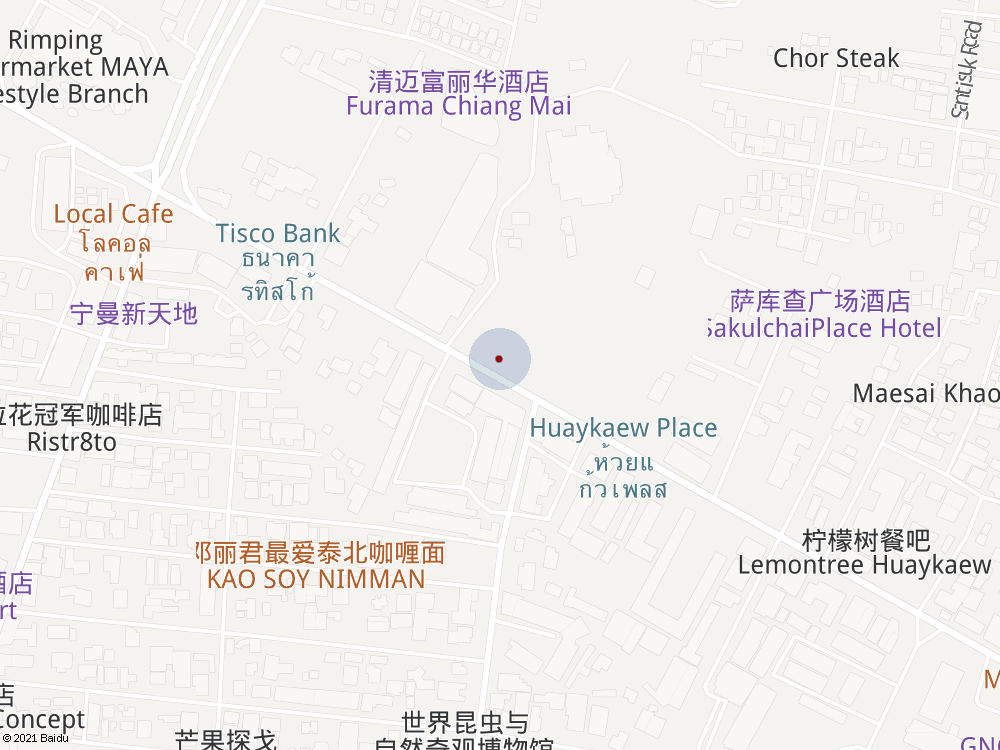 Rimping
ermarket MAYA
estyle Branch
Chor Steak
Santisuk Road
清迈富丽华酒店
Furama Chiang Mai
Local Cafe
โลคอล
คาเฟ่
Tisco Bank
ธนาคา
รทิสโก้
宁曼新天地
萨库查广场酒店
SakulchaiPlace Hotel
Maesai Khao
拉花冠军咖啡店
Ristr8to
Huaykaew Place
ห้วยแ
ก้วเพลส
邓丽君最爱泰北咖喱面
KAO SOY NIMMAN
柠檬树餐吧
Lemontree Huaykaew
酒店
rt
店
Concept
芒果探戈
世界昆虫与
自然奇观博物馆
M
GN
© 2021 Baidu